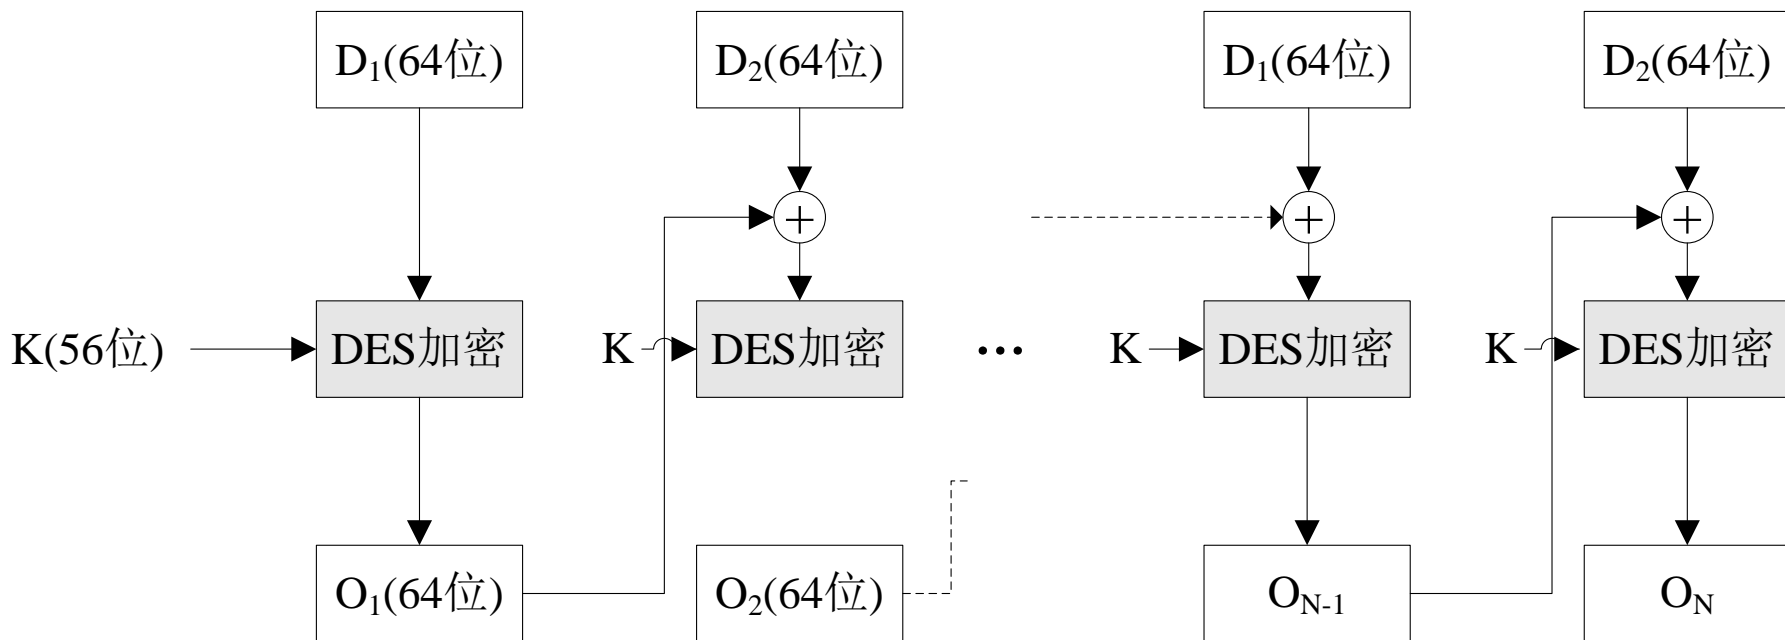 D₁(64位) D₂(64位) D₁(64位) D₂(64位)
+ + +
K(56位) DES加密 K DES加密 … K DES加密 K DES加密
O₁(64位) O₂(64位) O_{N-1} O_N